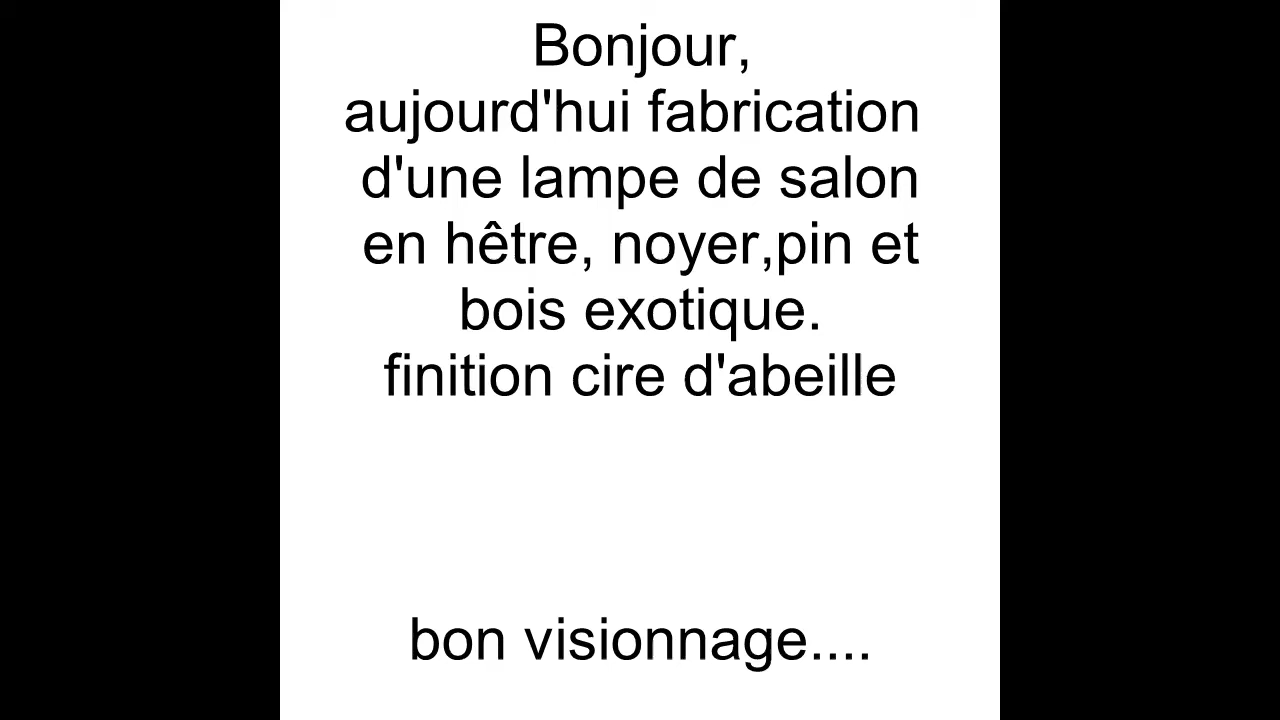 Bonjour,
aujourd'hui fabrication
d'une lampe de salon
en hêtre, noyer,pin et
bois exotique.
finition cire d'abeille
bon visionnage....